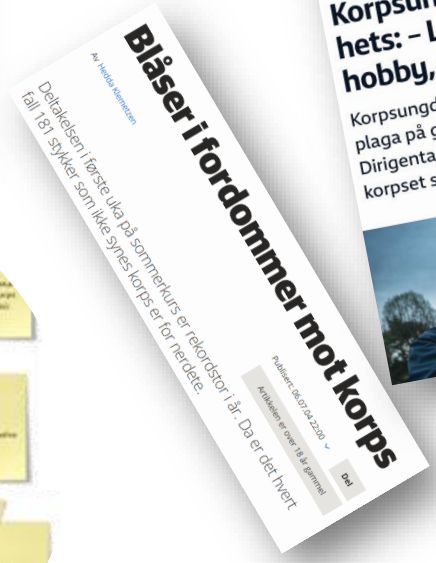 Blåser i fordommer mot korps
Av Hedda Klemetzen
Publisert: 06.07.04 22:00
Del
Artikkelen er over 18 år gammel
Deltakelsen i første uka på sommerkurs er rekordstor i år. Da er det hvert
fall 181 stykker som ikke synes korps er for nerdete.
hets: – L
hobby,
plaga på g
Dirigenta
korpset s